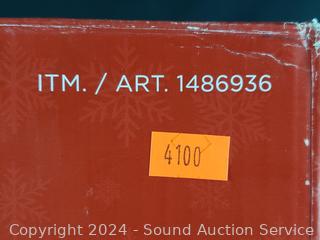 ITM. / ART. 1486936
4100
Copyright 2024 - Sound Auction Service